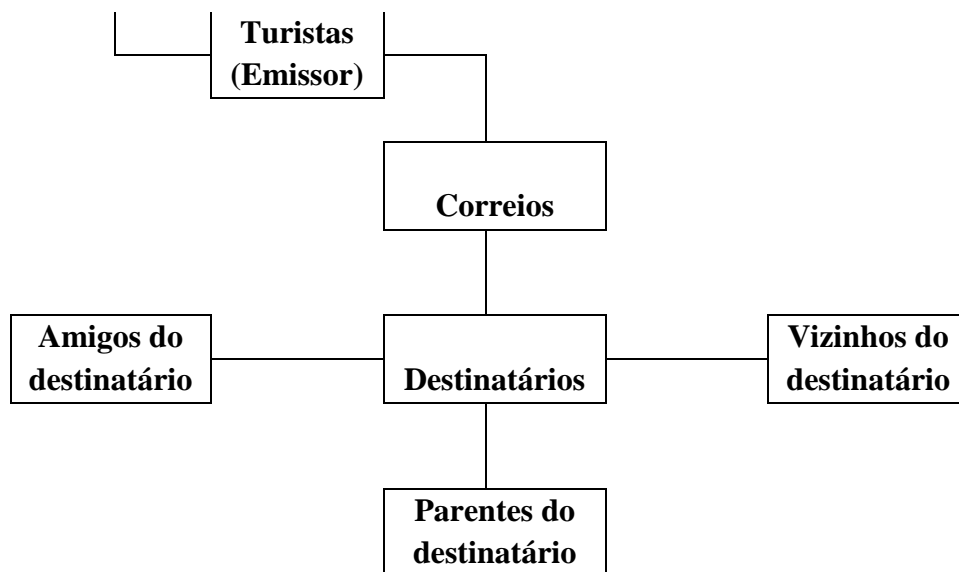 Turistas
(Emissor)
Correios
Amigos do
destinatário
Destinatários
Vizinhos do
destinatário
Parentes do
destinatário